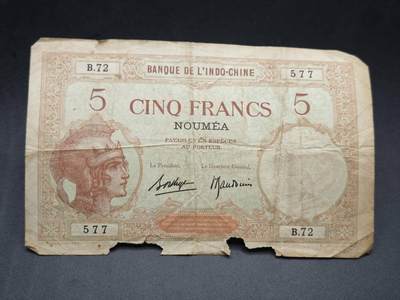 B.72 BANQUE DE L'INDO-CHINE 577
5 CINQ FRANCS 5
NOUMÉA
PAYABLES EN ESPÈCES
AU PORTEUR.
Le Président, Le Directeur Général,
577 B.72